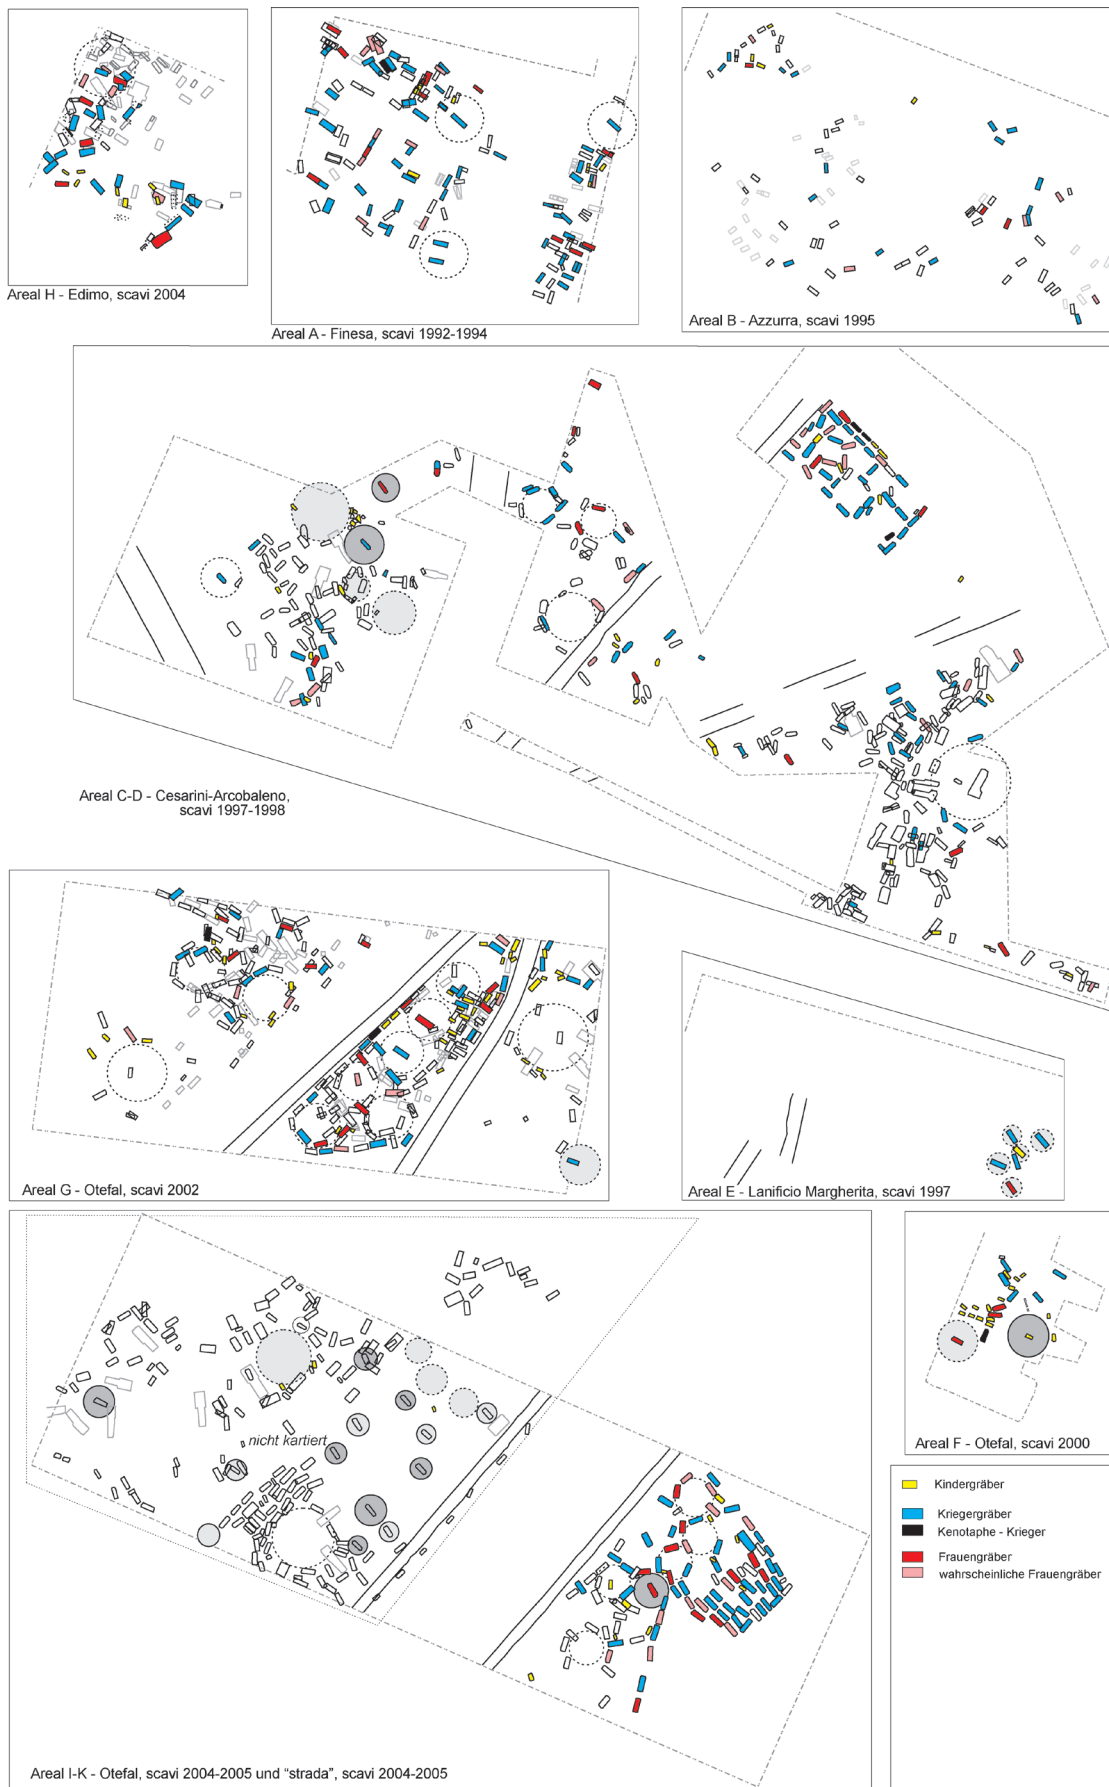 Areal H - Edimo, scavi 2004
Areal A - Finesa, scavi 1992-1994
Areal B - Azzurra, scavi 1995
Areal C-D - Cesarini-Arcobaleno,
scavi 1997-1998
Areal G - Otefal, scavi 2002
Areal E - Lanificio Margherita, scavi 1997
nicht kartiert
Areal F - Otefal, scavi 2000
Kindergräber
Kriegergräber
Kenotaphe - Krieger
Frauengräber
wahrscheinliche Frauengräber
Areal I-K - Otefal, scavi 2004-2005 und "strada", scavi 2004-2005